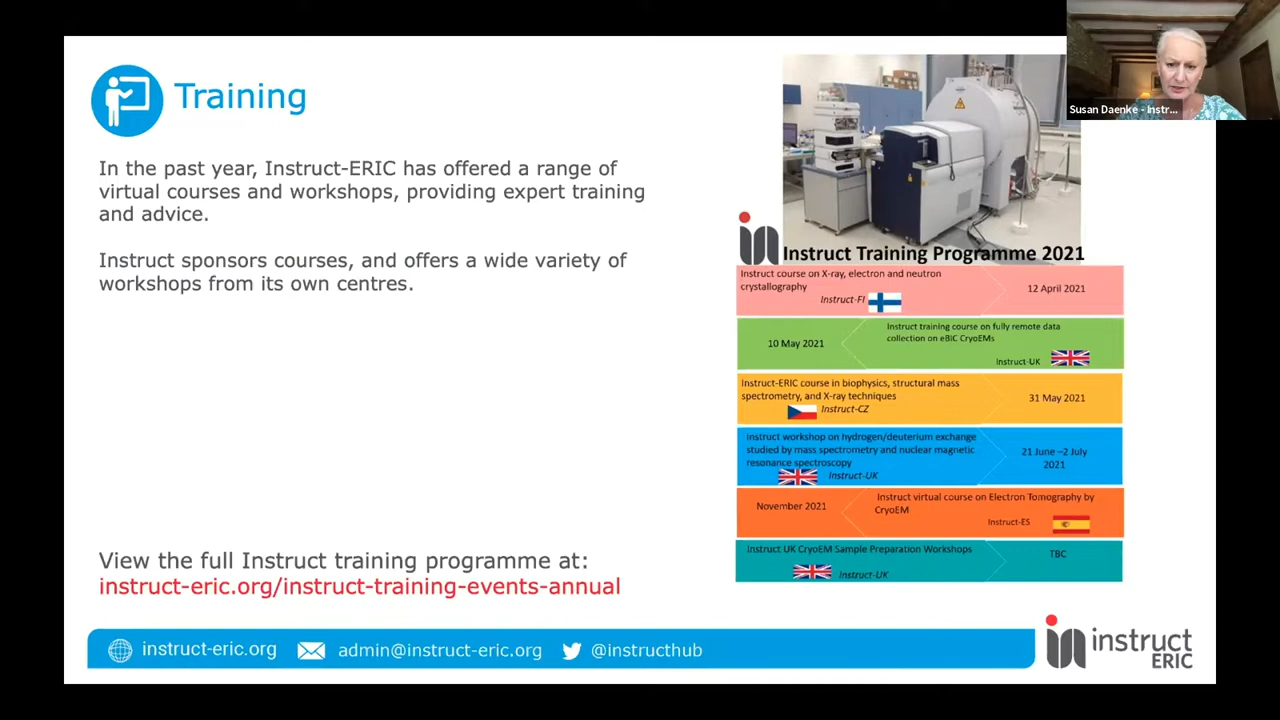 Susan Daenke - Instr...
Training
In the past year, Instruct-ERIC has offered a range of
virtual courses and workshops, providing expert training
and advice.
Instruct sponsors courses, and offers a wide variety of
workshops from its own centres.
View the full Instruct training programme at:
instruct-eric.org/instruct-training-events-annual
in Instruct Training Programme 2021
Instruct course on X-ray, electron and neutron
crystallography
Instruct-FI
12 April 2021
10 May 2021
Instruct training course on fully remote data
collection on eBIC CryoEMs
Instruct-UK
Instruct-ERIC course in biophysics, structural mass
spectrometry, and X-ray techniques
Instruct-CZ
31 May 2021
Instruct workshop on hydrogen/deuterium exchange
studied by mass spectrometry and nuclear magnetic
resonance spectroscopy
Instruct-UK
21 June –2 July
2021
November 2021
Instruct virtual course on Electron Tomography by
CryoEM
Instruct-ES
Instruct UK CryoEM Sample Preparation Workshops
Instruct-UK
TBC
instruct-eric.org
admin@instruct-eric.org
@instructhub
in instruct
ERIC